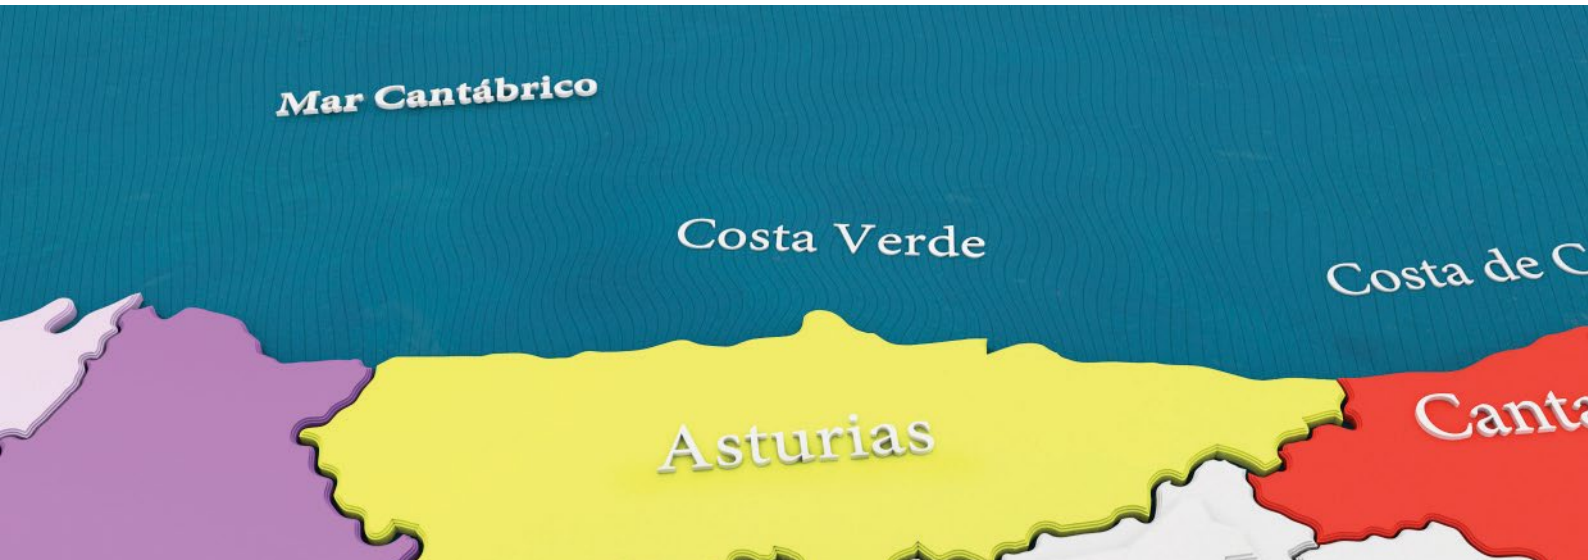 Mar Cantábrico
Costa Verde
Costa de C
Asturias
Canta